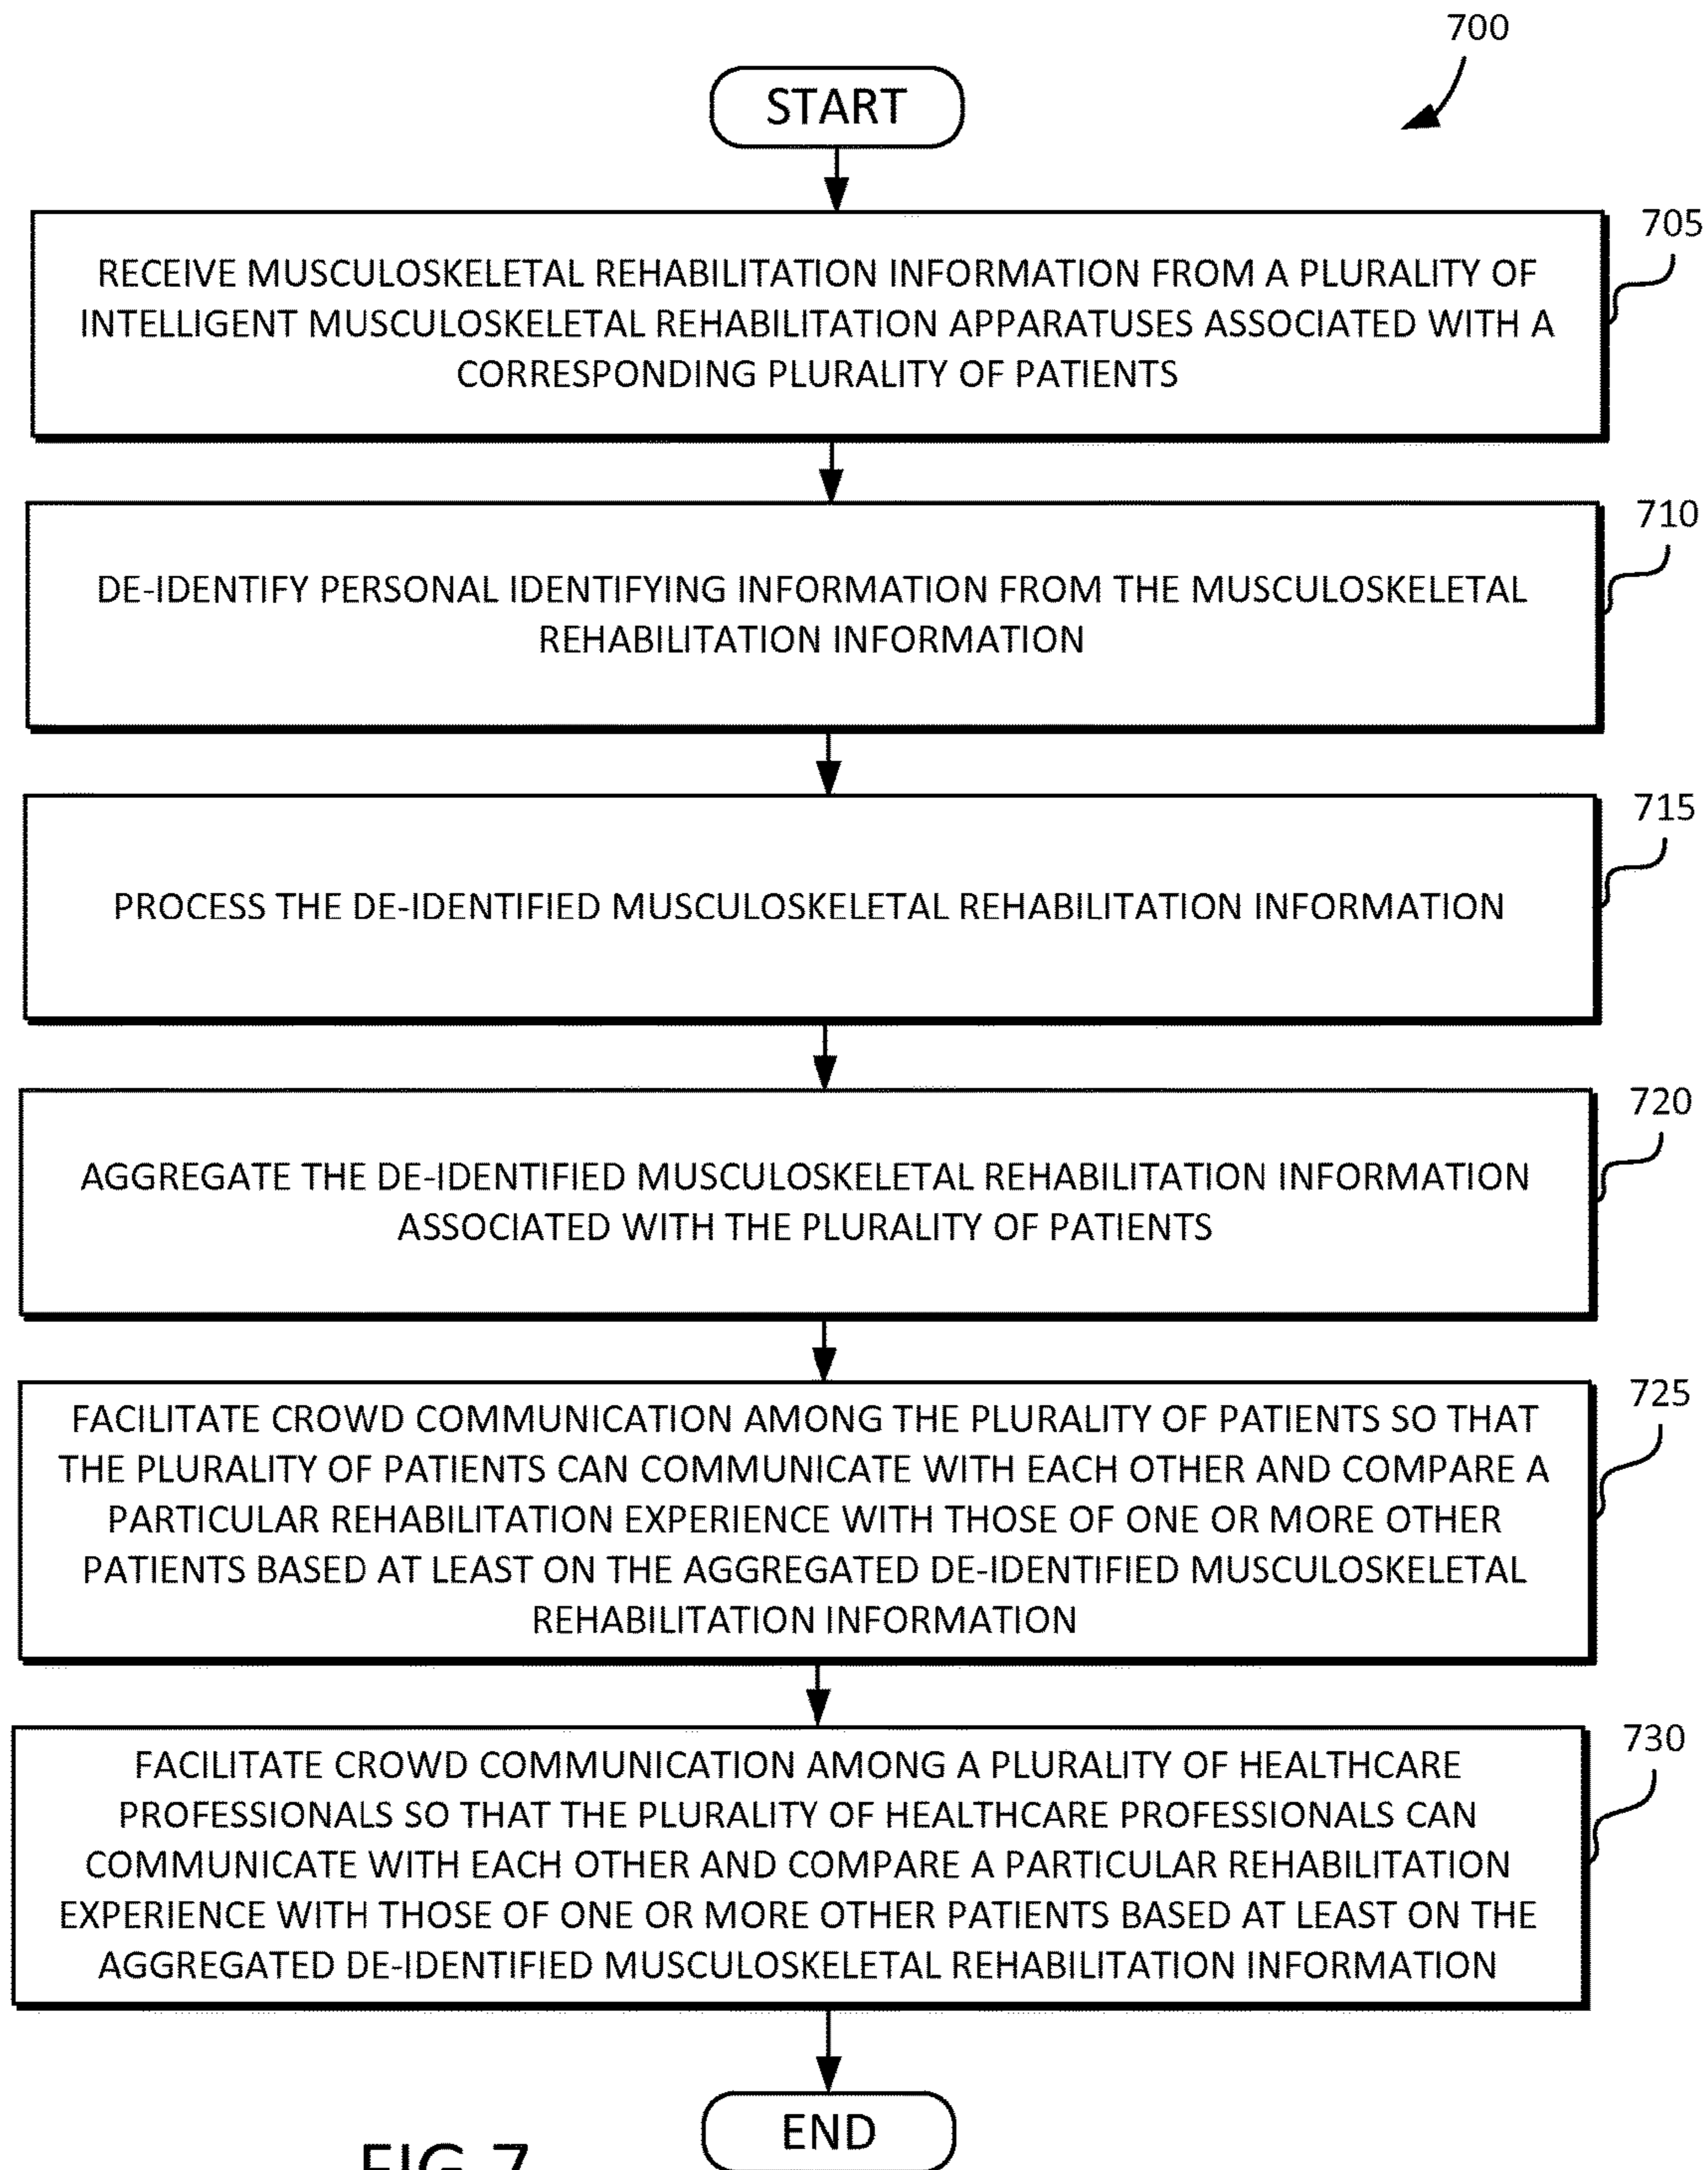 700
START
705
RECEIVE MUSCULOSKELETAL REHABILITATION INFORMATION FROM A PLURALITY OF
INTELLIGENT MUSCULOSKELETAL REHABILITATION APPARATUSES ASSOCIATED WITH A
CORRESPONDING PLURALITY OF PATIENTS
710
DE-IDENTIFY PERSONAL IDENTIFYING INFORMATION FROM THE MUSCULOSKELETAL
REHABILITATION INFORMATION
715
PROCESS THE DE-IDENTIFIED MUSCULOSKELETAL REHABILITATION INFORMATION
720
AGGREGATE THE DE-IDENTIFIED MUSCULOSKELETAL REHABILITATION INFORMATION
ASSOCIATED WITH THE PLURALITY OF PATIENTS
725
FACILITATE CROWD COMMUNICATION AMONG THE PLURALITY OF PATIENTS SO THAT
THE PLURALITY OF PATIENTS CAN COMMUNICATE WITH EACH OTHER AND COMPARE A
PARTICULAR REHABILITATION EXPERIENCE WITH THOSE OF ONE OR MORE OTHER
PATIENTS BASED AT LEAST ON THE AGGREGATED DE-IDENTIFIED MUSCULOSKELETAL
REHABILITATION INFORMATION
730
FACILITATE CROWD COMMUNICATION AMONG A PLURALITY OF HEALTHCARE
PROFESSIONALS SO THAT THE PLURALITY OF HEALTHCARE PROFESSIONALS CAN
COMMUNICATE WITH EACH OTHER AND COMPARE A PARTICULAR REHABILITATION
EXPERIENCE WITH THOSE OF ONE OR MORE OTHER PATIENTS BASED AT LEAST ON THE
AGGREGATED DE-IDENTIFIED MUSCULOSKELETAL REHABILITATION INFORMATION
END
FIG 7